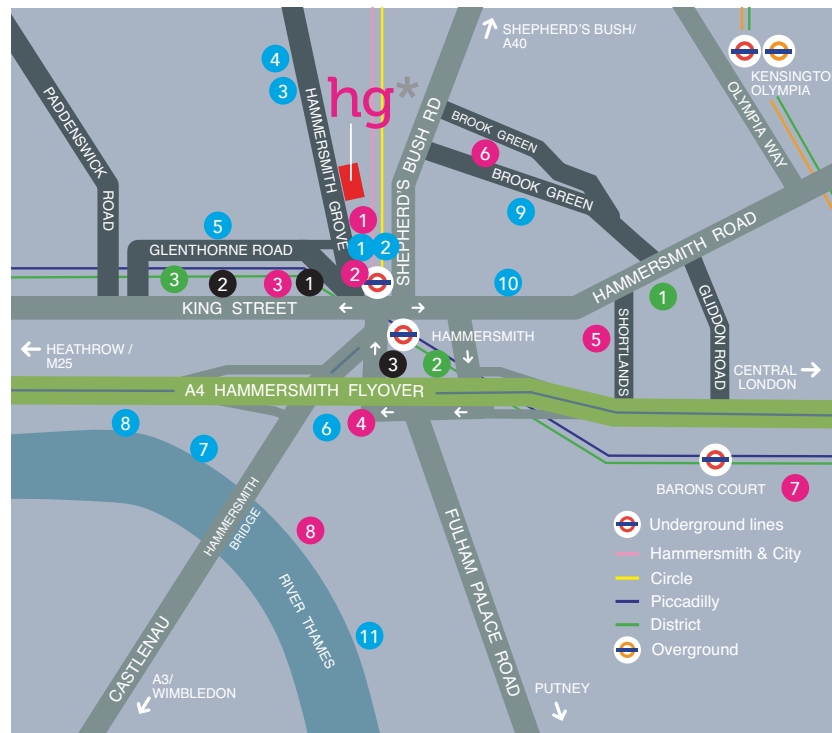 SHEPHERD'S BUSH/
A40
KENSINGTON
OLYMPIA
OLYMPIA WAY
4
3
HAMMERSMITH GROVE
hg*
PADDENSWICK
ROAD
SHEPHERD'S BUSH RD
BROOK GREEN
6
BROOK GREEN
9
5
GLENTHORNE ROAD
1
1
2
2
3
2
3
1
10
HAMMERSMITH ROAD
1
KING STREET
HAMMERSMITH
5
SHORTLANDS
GLIDDON ROAD
HEATHROW /
M25
3
2
CENTRAL
LONDON
A4 HAMMERSMITH FLYOVER
8
7
6
4
BARONS COURT
7
HAMMERSMITH
BRIDGE
8
RIVER THAMES
11
CASTLENAU
FULHAM PALACE ROAD
A3/
WIMBLEDON
PUTNEY
Underground lines
Hammersmith & City
Circle
Piccadilly
District
Overground